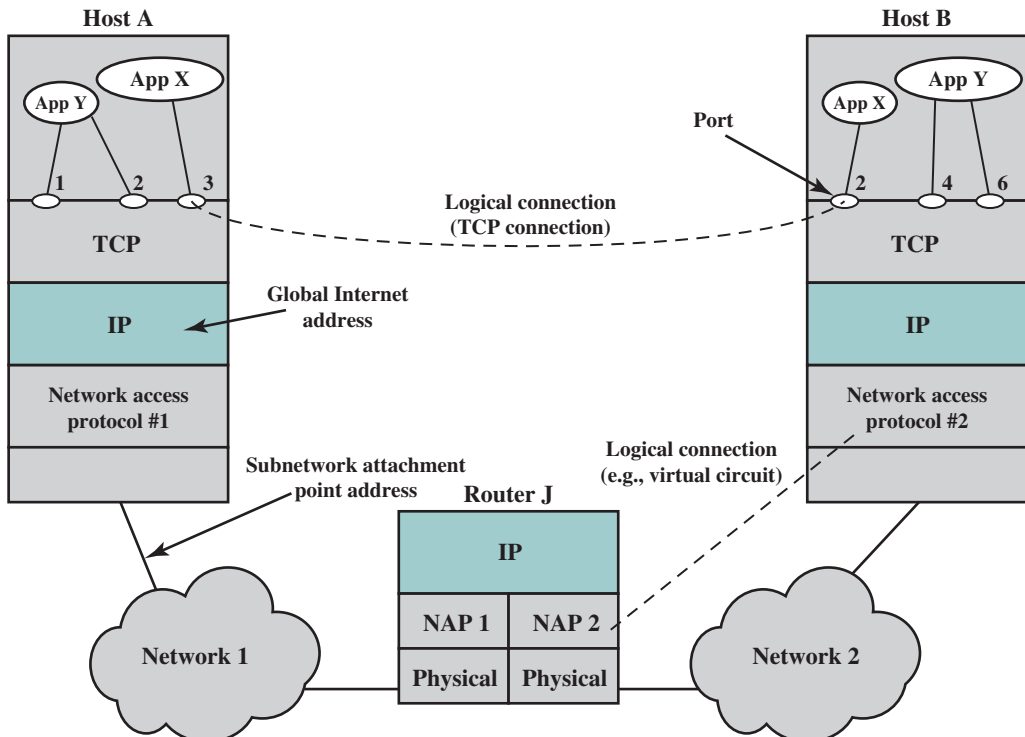 Host A
Host B
App X
App Y
App Y
App X
Port
1
2
3
2
4
6
Logical connection
(TCP connection)
TCP
TCP
Global Internet
address
IP
IP
Network access
protocol #1
Network access
protocol #2
Logical connection
(e.g., virtual circuit)
Subnetwork attachment
point address
Router J
IP
NAP 1
NAP 2
Network 1
Network 2
Physical
Physical